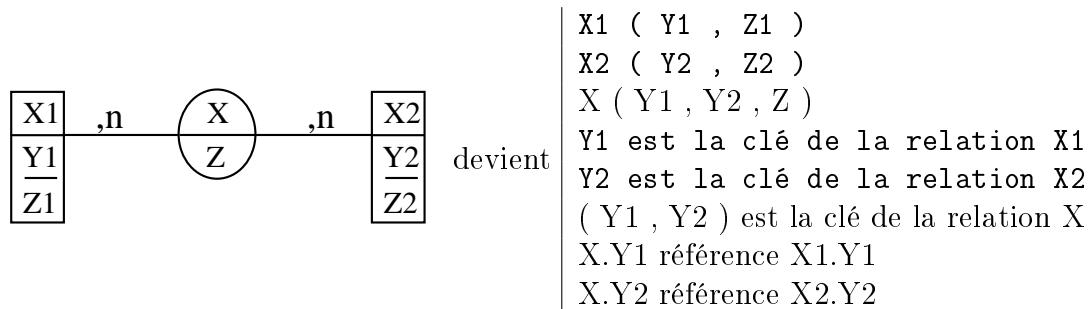 X1 ,n X ,n X2
Y1 Z Y2
Z1 Z2
devient
X1 ( Y1 , Z1 )
X2 ( Y2 , Z2 )
X ( Y1 , Y2 , Z )
Y1 est la clé de la relation X1
Y2 est la clé de la relation X2
( Y1 , Y2 ) est la clé de la relation X
X.Y1 référence X1.Y1
X.Y2 référence X2.Y2